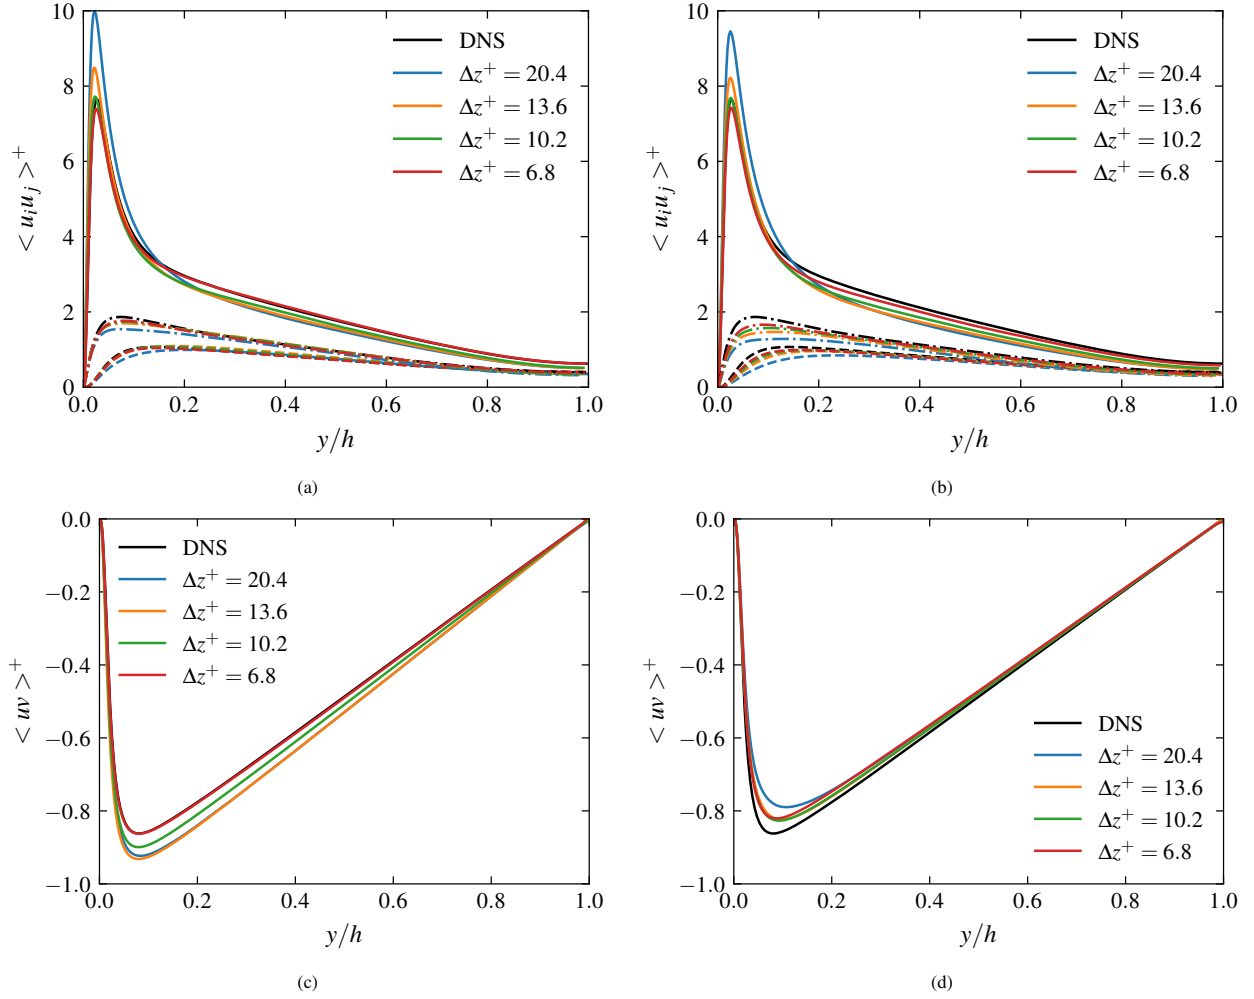 10
8
6
4
2
0
0.0 0.2 0.4 0.6 0.8 1.0
< u_i u_j >^+
y/h
DNS
Δz^+ = 20.4
Δz^+ = 13.6
Δz^+ = 10.2
Δz^+ = 6.8
(a)
10
8
6
4
2
0
0.0 0.2 0.4 0.6 0.8 1.0
< u_i u_j >^+
y/h
DNS
Δz^+ = 20.4
Δz^+ = 13.6
Δz^+ = 10.2
Δz^+ = 6.8
(b)
0.0
−0.2
−0.4
−0.6
−0.8
−1.0
0.0 0.2 0.4 0.6 0.8 1.0
< uv >^+
y/h
DNS
Δz^+ = 20.4
Δz^+ = 13.6
Δz^+ = 10.2
Δz^+ = 6.8
(c)
0.0
−0.2
−0.4
−0.6
−0.8
−1.0
0.0 0.2 0.4 0.6 0.8 1.0
< uv >^+
y/h
DNS
Δz^+ = 20.4
Δz^+ = 13.6
Δz^+ = 10.2
Δz^+ = 6.8
(d)